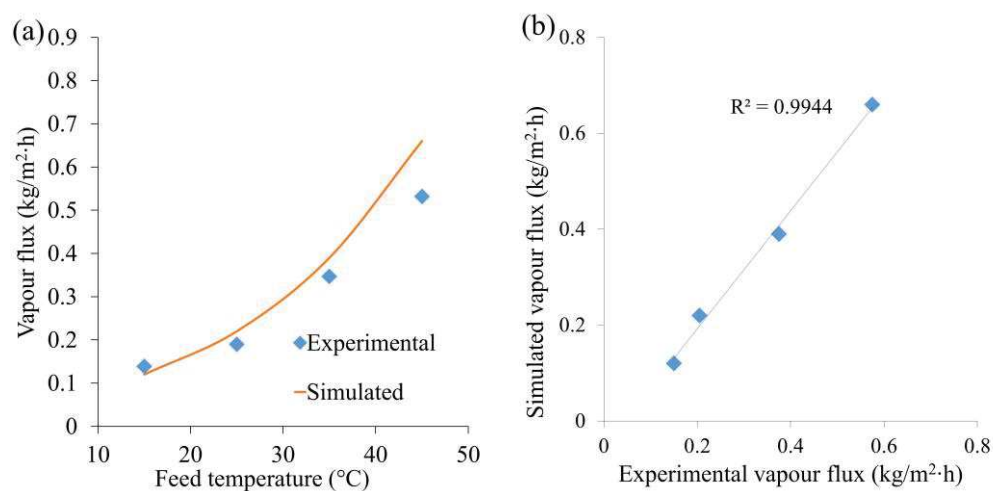 (a)
0.9
0.8
0.7
0.6
0.5
0.4
0.3
0.2
0.1
0
Vapour flux (kg/m²·h)
Experimental
Simulated
10
20
30
40
50
Feed temperature (°C)
(b)
0.8
0.6
0.4
0.2
0
Simulated vapour flux (kg/m²·h)
R² = 0.9944
0
0.2
0.4
0.6
0.8
Experimental vapour flux (kg/m²·h)